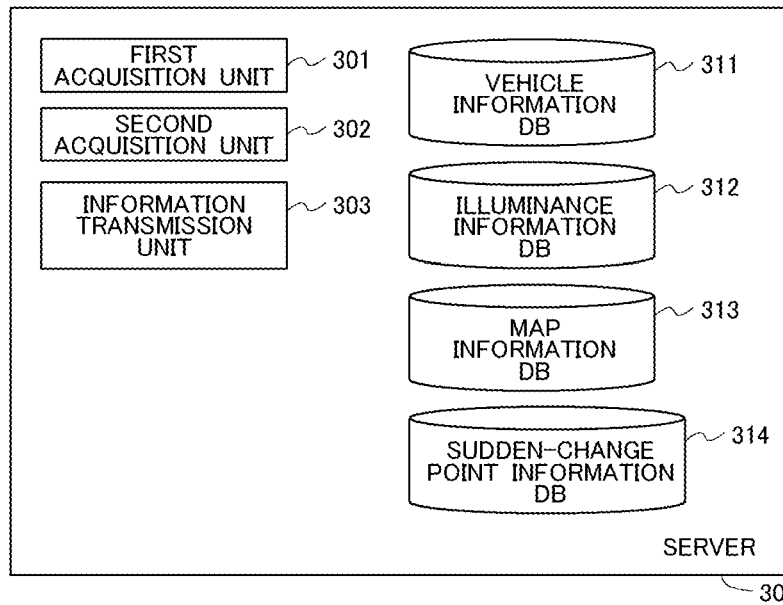 FIRST
ACQUISITION UNIT
301
SECOND
ACQUISITION UNIT
302
INFORMATION
TRANSMISSION
UNIT
303
VEHICLE
INFORMATION
DB
311
ILLUMINANCE
INFORMATION
DB
312
MAP
INFORMATION
DB
313
SUDDEN-CHANGE
POINT INFORMATION
DB
314
SERVER
30